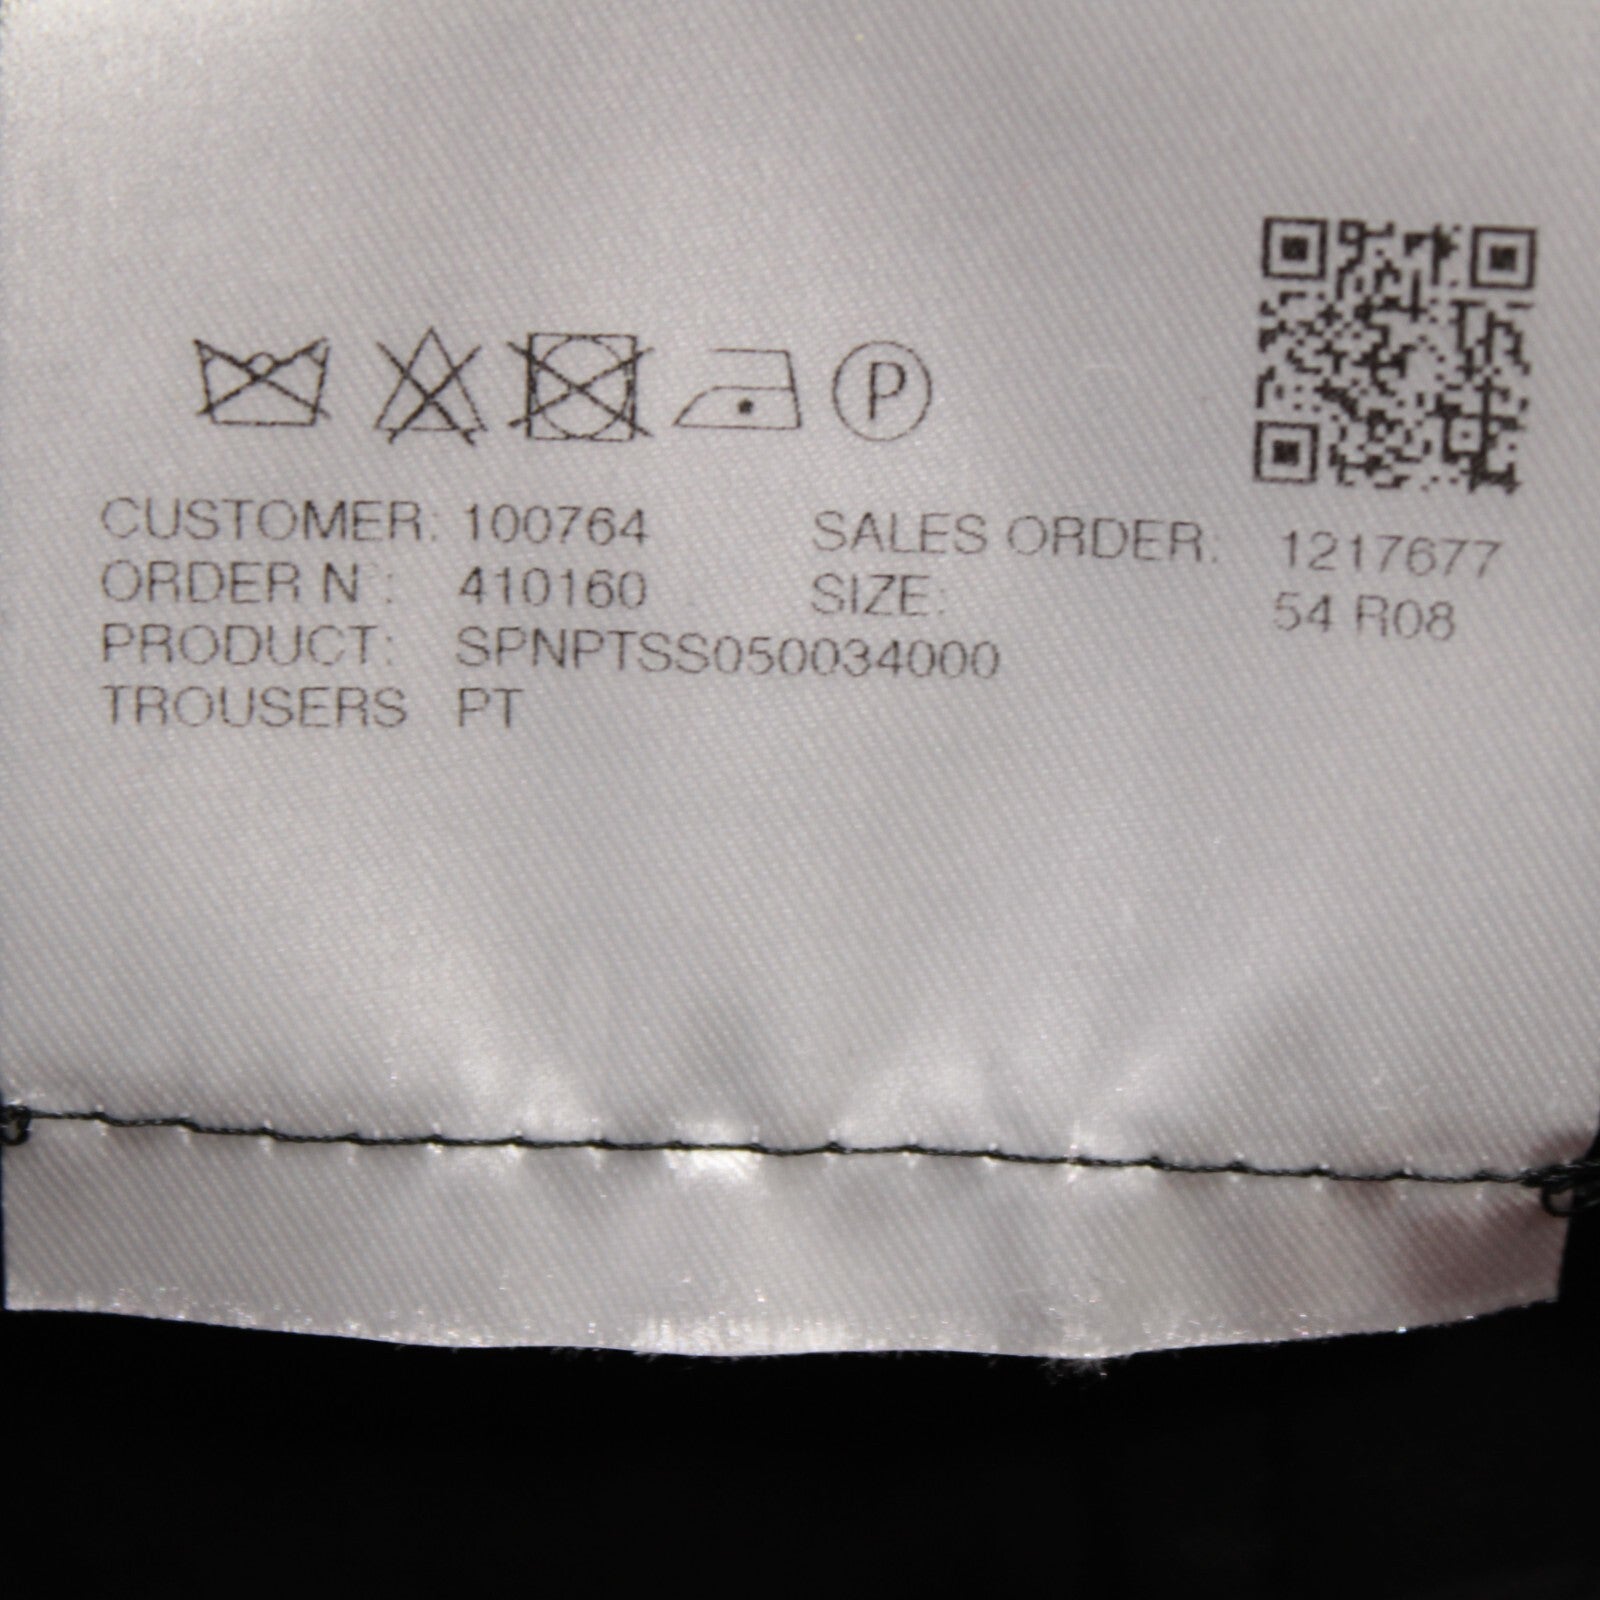 P
CUSTOMER: 100764 SALES ORDER: 1217677
ORDER N : 410160 SIZE: 54 R08
PRODUCT: SPNPTSS050034000
TROUSERS PT